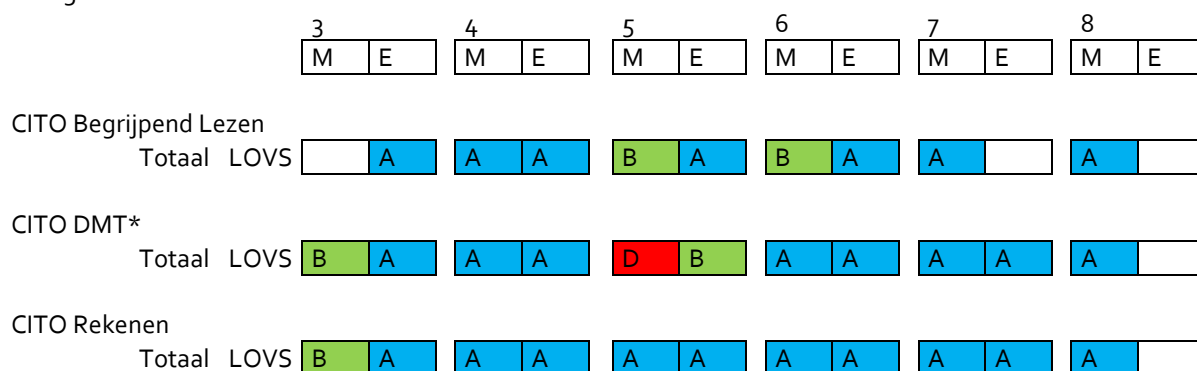 3 4 5 6 7 8
M E M E M E M E M E M E
CITO Begrijpend Lezen
Totaal LOVS A A A B A B A A A
CITO DMT*
Totaal LOVS B A A A D B A A A A A
CITO Rekenen
Totaal LOVS B A A A A A A A A A A